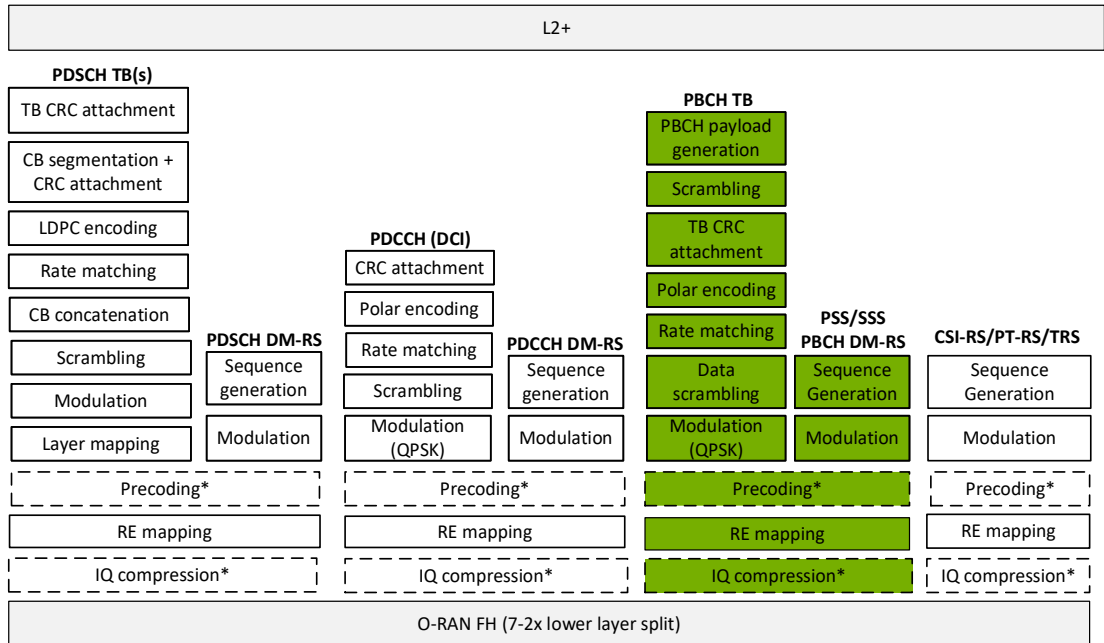 L2+
PDSCH TB(s)
TB CRC attachment
CB segmentation +
CRC attachment
LDPC encoding
Rate matching
CB concatenation
Scrambling
Modulation
Layer mapping
PDSCH DM-RS
Sequence
generation
Modulation
Precoding*
RE mapping
IQ compression*
PDCCH (DCI)
CRC attachment
Polar encoding
Rate matching
Scrambling
Modulation
(QPSK)
PDCCH DM-RS
Sequence
generation
Modulation
Precoding*
RE mapping
IQ compression*
PBCH TB
PBCH payload
generation
Scrambling
TB CRC
attachment
Polar encoding
Rate matching
Data
scrambling
Modulation
(QPSK)
PSS/SSS
PBCH DM-RS
Sequence
Generation
Modulation
Precoding*
RE mapping
IQ compression*
CSI-RS/PT-RS/TRS
Sequence
Generation
Modulation
Precoding*
RE mapping
IQ compression*
O-RAN FH (7-2x lower layer split)